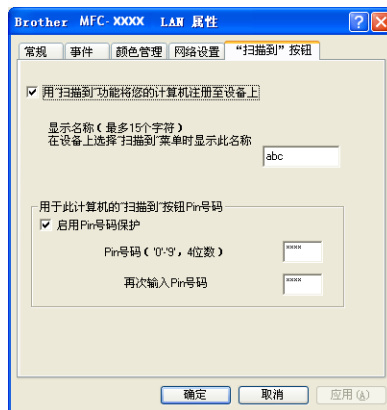 Brother MFC-XXXX LAN 属性
常规 事件 颜色管理 网络设置 “扫描到”按钮
用“扫描到”功能将您的计算机注册至设备上
显示名称（最多15个字符）
在设备上选择“扫描到”菜单时显示此名称
abc
用于此计算机的“扫描到”按钮Pin号码
启用Pin号码保护
Pin号码（'0'-'9'，4位数） ****
再次输入Pin号码 ****
确定 取消 应用(A)